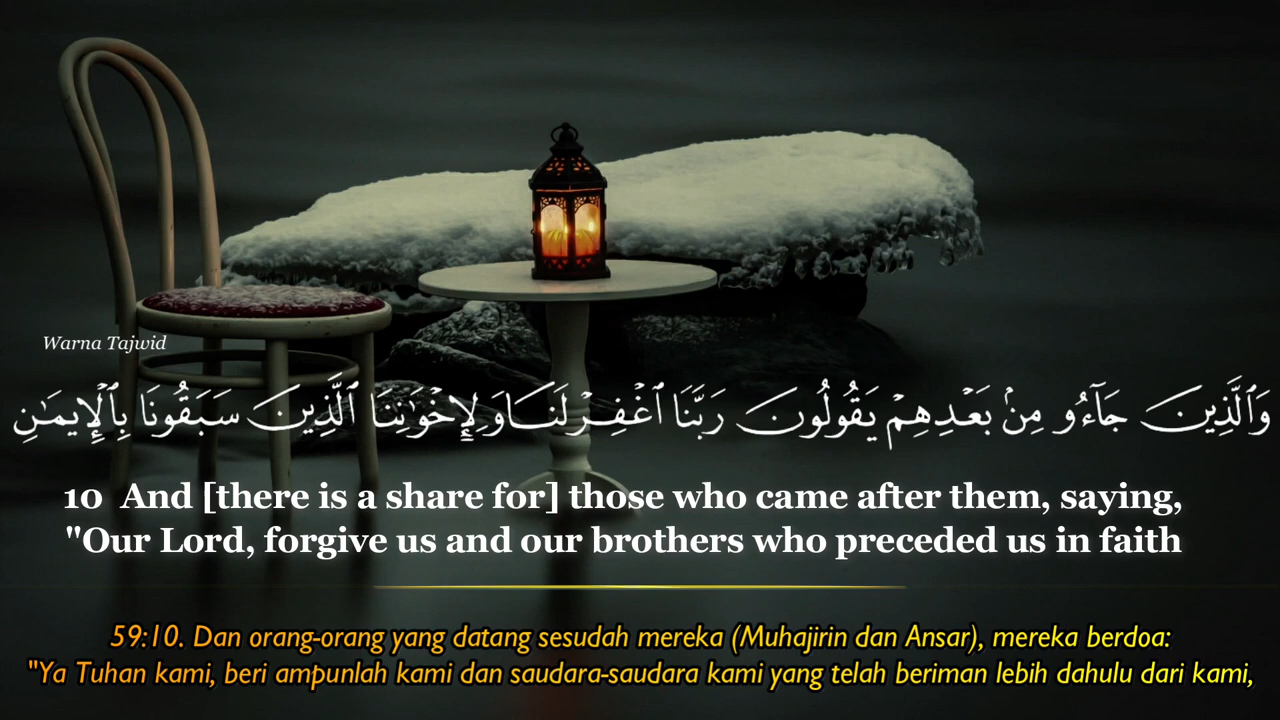 Warna Tajwid
وَٱلَّذِينَ جَآءُو مِنۢ بَعْدِهِمْ يَقُولُونَ رَبَّنَا ٱغْفِرْ لَنَا وَلِإِخْوَٰنِنَا ٱلَّذِينَ سَبَقُونَا بِٱلْإِيمَـٰنِ
10 And [there is a share for] those who came after them, saying,
"Our Lord, forgive us and our brothers who preceded us in faith
59:10. Dan orang-orang yang datang sesudah mereka (Muhajirin dan Ansar), mereka berdoa:
"Ya Tuhan kami, beri ampunlah kami dan saudara-saudara kami yang telah beriman lebih dahulu dari kami,